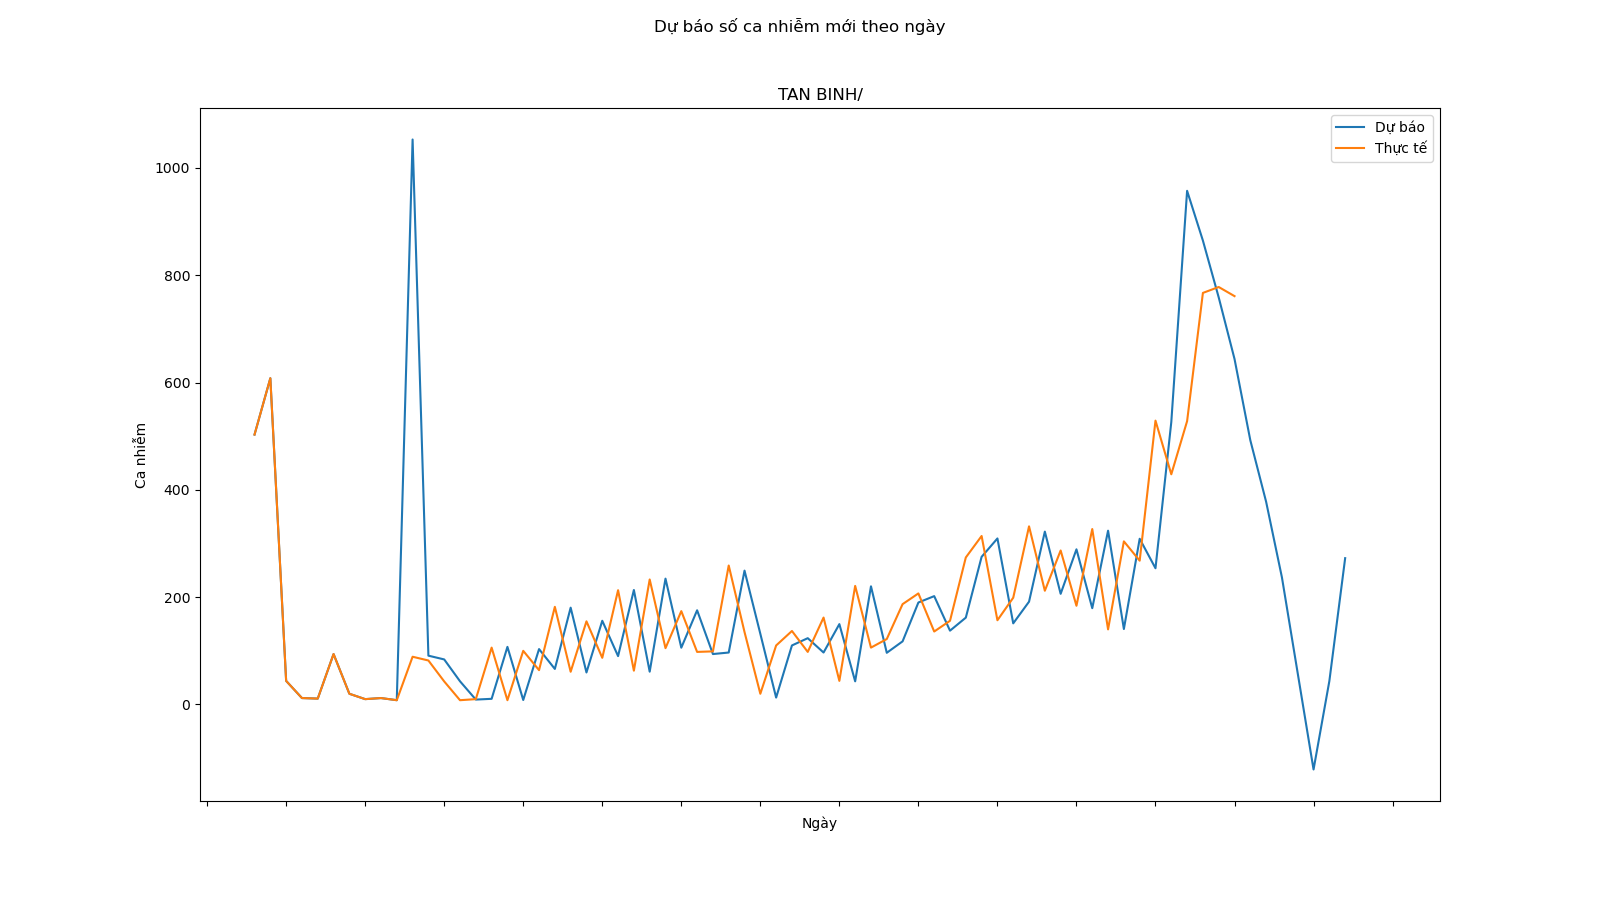 Dự báo số ca nhiễm mới theo ngày
TAN BINH/
Dự báo
Thực tế
1000
800
600
400
200
0
Ca nhiễm
Ngày